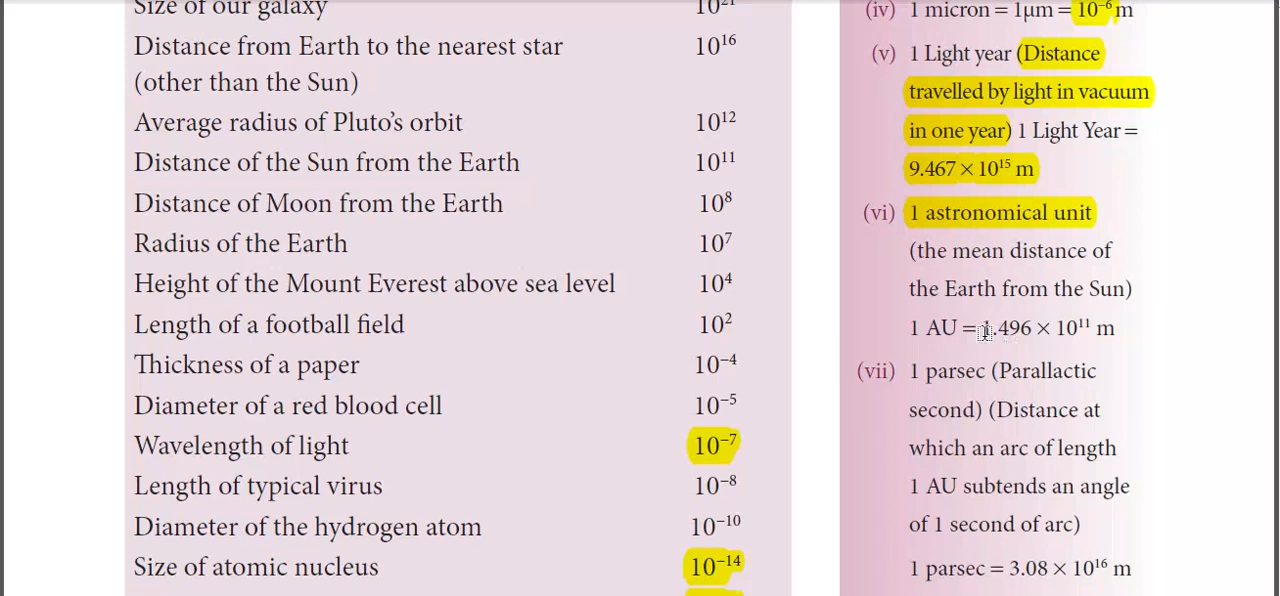 Size of our galaxy 10²¹
Distance from Earth to the nearest star 10¹⁶
(other than the Sun)
Average radius of Pluto’s orbit 10¹²
Distance of the Sun from the Earth 10¹¹
Distance of Moon from the Earth 10⁸
Radius of the Earth 10⁷
Height of the Mount Everest above sea level 10⁴
Length of a football field 10²
Thickness of a paper 10⁻⁴
Diameter of a red blood cell 10⁻⁵
Wavelength of light 10⁻⁷
Length of typical virus 10⁻⁸
Diameter of the hydrogen atom 10⁻¹⁰
Size of atomic nucleus 10⁻¹⁴
(iv) 1 micron = 1μm = 10⁻⁶ m
(v) 1 Light year (Distance
travelled by light in vacuum
in one year) 1 Light Year =
9.467 × 10¹⁵ m
(vi) 1 astronomical unit
(the mean distance of
the Earth from the Sun)
1 AU = 1.496 × 10¹¹ m
(vii) 1 parsec (Parallactic
second) (Distance at
which an arc of length
1 AU subtends an angle
of 1 second of arc)
1 parsec = 3.08 × 10¹⁶ m